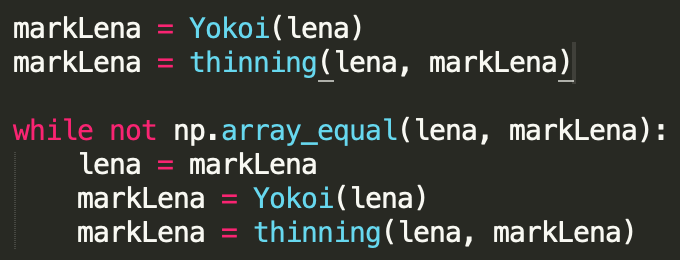 markLena = Yokoi(lena)
markLena = thinning(lena, markLena)
while not np.array_equal(lena, markLena):
    lena = markLena
    markLena = Yokoi(lena)
    markLena = thinning(lena, markLena)